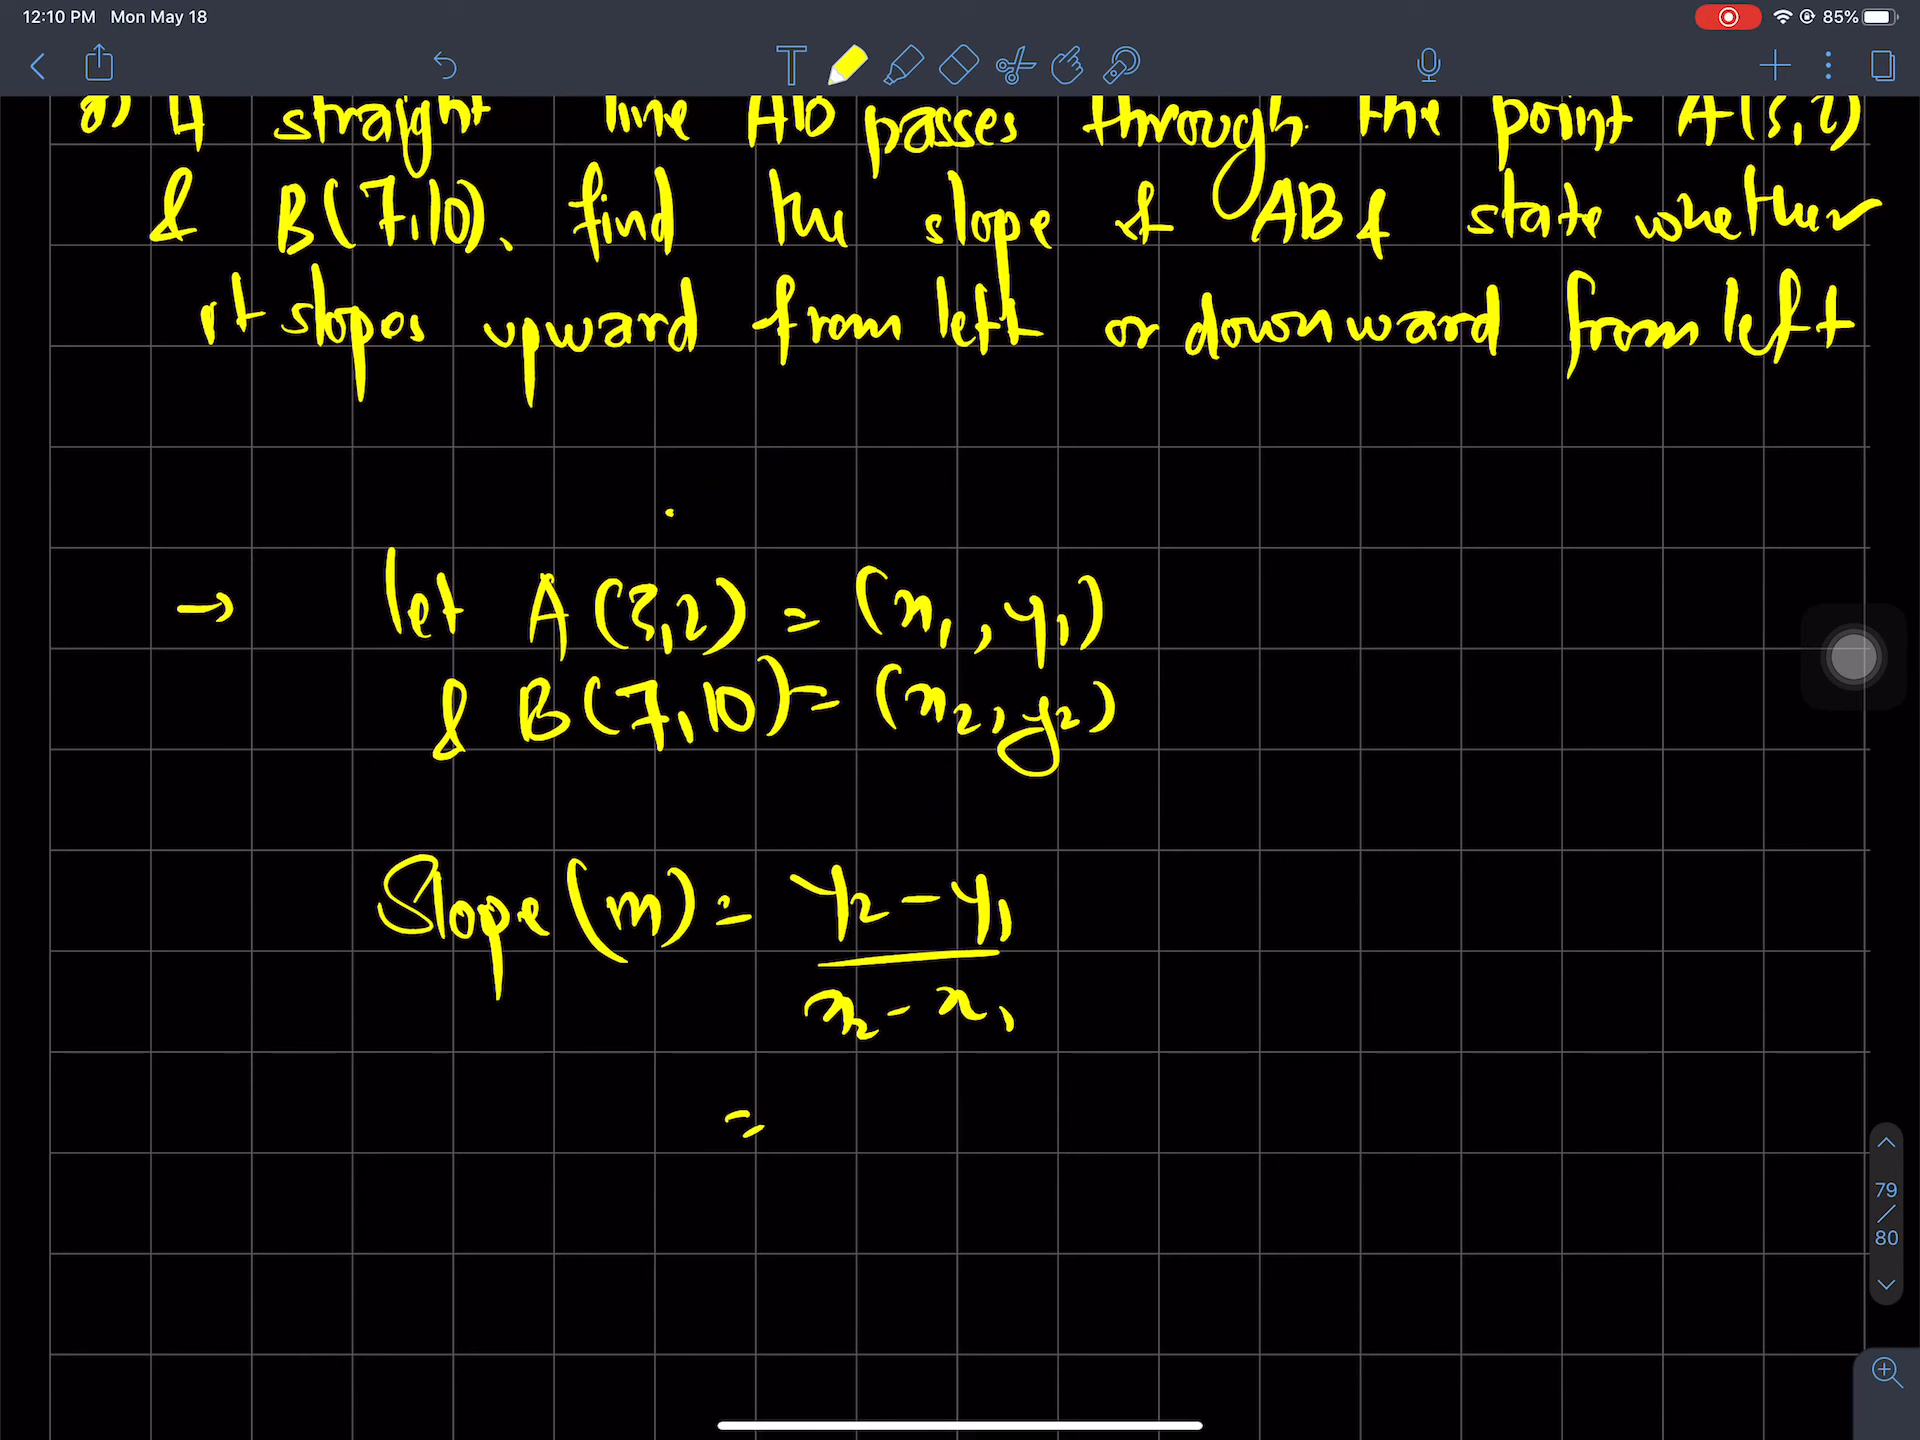 12:10 PM Mon May 18 85%
straight line passes through the point A(3,2)
& B(7,10), find the slope of AB & state whether
it slopes upward from left or downward from left
→ let A(3,2) = (x₁, y₁)
& B(7,10) = (x₂, y₂)
Slope (m) = y₂ - y₁
x₂ - x₁
=
79
/
80